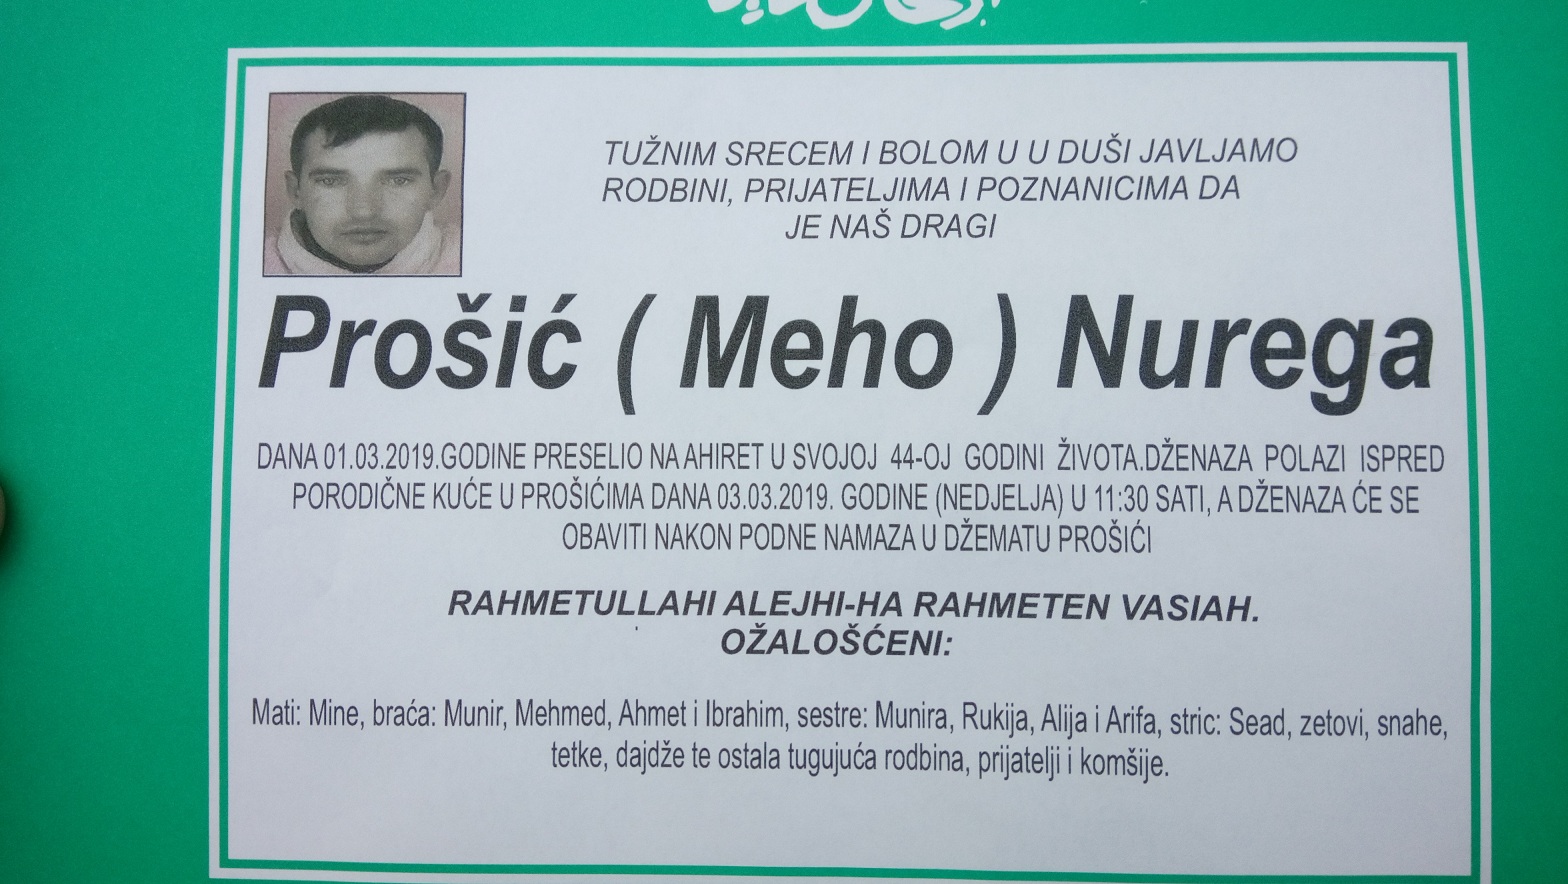 TUŽNIM SRECEM I BOLOM U U DUŠI JAVLJAMO
RODBINI, PRIJATELJIMA I POZNANICIMA DA
JE NAŠ DRAGI
Prošić ( Meho ) Nurega
DANA 01.03.2019.GODINE PRESELIO NA AHIRET U SVOJOJ 44-OJ GODINI ŽIVOTA.DŽENAZA POLAZI ISPRED
PORODIČNE KUĆE U PROŠIĆIMA DANA 03.03.2019. GODINE (NEDJELJA) U 11:30 SATI, A DŽENAZA ĆE SE
OBAVITI NAKON PODNE NAMAZA U DŽEMATU PROŠIĆI
RAHMETULLAHI ALEJHI-HA RAHMETEN VASIAH.
OŽALOŠĆENI:
Mati: Mine, braća: Munir, Mehmed, Ahmet i Ibrahim, sestre: Munira, Rukija, Alija i Arifa, stric: Sead, zetovi, snahe,
tetke, dajdže te ostala tugujuća rodbina, prijatelji i komšije.